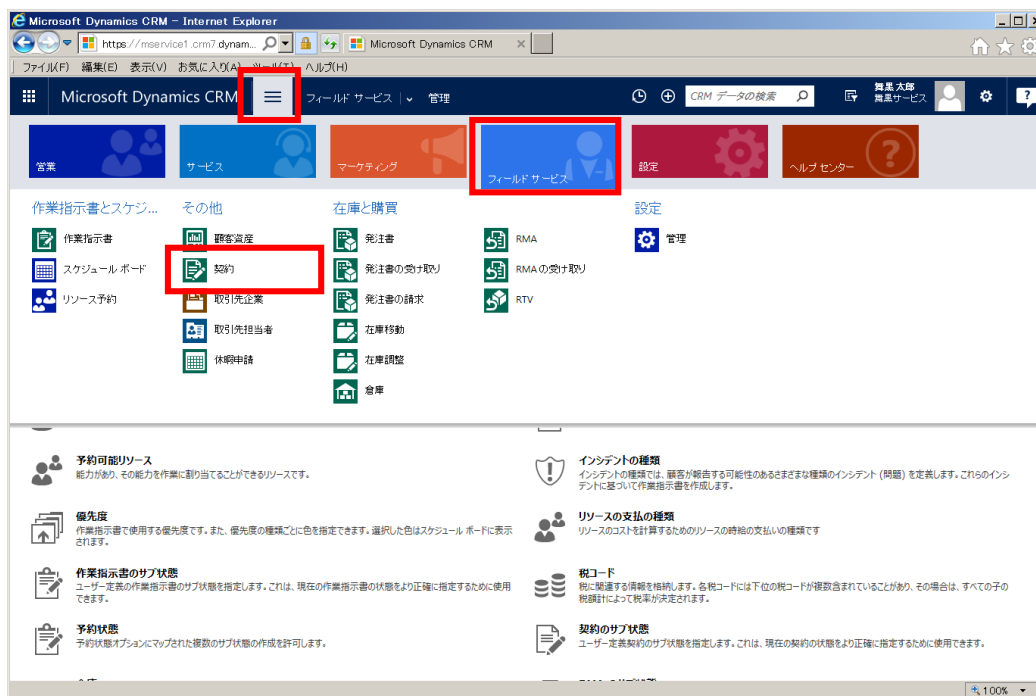 Microsoft Dynamics CRM - Internet Explorer
https://mservice1.crm7.dynam...
Microsoft Dynamics CRM
ファイル(F) 編集(E) 表示(V) お気に入り(A) ツール(T) ヘルプ(H)
Microsoft Dynamics CRM
フィールド サービス
管理
CRM データの検索
舞黒 太郎
舞黒サービス
営業
サービス
マーケティング
フィールド サービス
設定
ヘルプ センター
作業指示書とスケジ...
作業指示書
スケジュール ボード
リソース予約
その他
顧客資産
契約
取引先企業
取引先担当者
休暇申請
在庫と購買
発注書
発注書の受け取り
発注書の請求
在庫移動
在庫調整
倉庫
RMA
RMA の受け取り
RTV
設定
管理
予約可能リソース
能力があり、その能力を作業に割り当てることができるリソースです。
インシデントの種類
インシデントの種類では、顧客が報告する可能性のあるさまざまな種類のインシデント (問題) を定義します。これらのインシ
デントに基づいて作業指示書を作成します。
優先度
作業指示書で使用する優先度です。また、優先度の種類ごとに色を指定できます。選択した色はスケジュール ボードに表示
されます。
リソースの支払の種類
リソースのコストを計算するためのリソースの時給の支払いの種類です
作業指示書のサブ状態
ユーザー定義の作業指示書のサブ状態を指定します。これは、現在の作業指示書の状態をより正確に指定するために使用
できます。
税コード
税に関連する情報を格納します。各税コードには下位の税コードが複数含まれていることがあり、その場合は、すべての子の
税額計によって税率が決定されます。
予約状態
予約状態オプションにマップされた複数のサブ状態の作成を許可します。
契約のサブ状態
ユーザー定義契約のサブ状態を指定します。これは、現在の契約の状態をより正確に指定するために使用できます。
100%